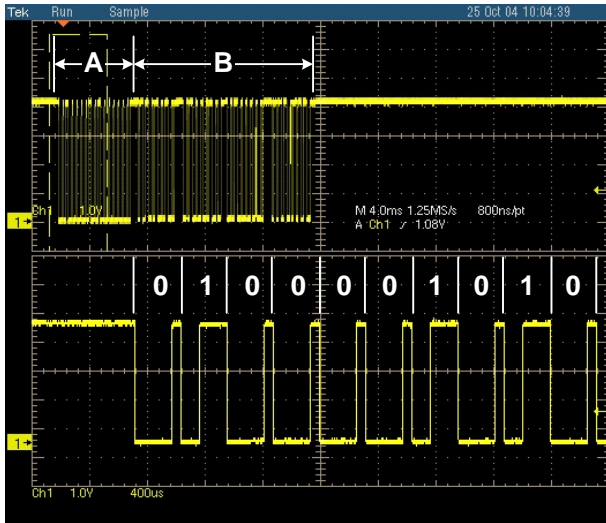 Tek Run Sample 25 Oct 04 10:04:39
A B
Ch1 1.0V M 4.0ms 1.25MS/s 800ns/pt
1 A Ch1 / 1.08V
0 1 0 0 0 0 1 0 1 0
1
Ch1 1.0V 400us